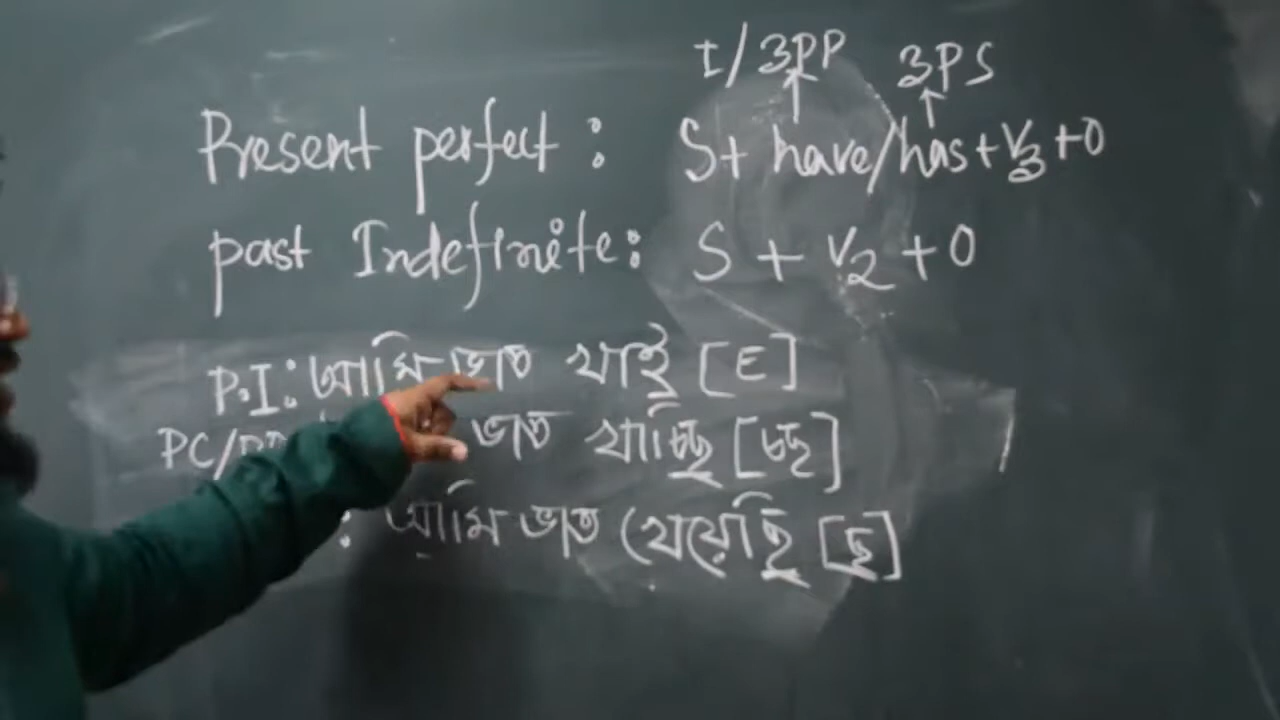 I/3PP 3PS
Present perfect: S+ have/has+V3+O
past Indefinite: S + V2 + O
P.I: আমি ভাত খাই [E]
PC/ ভাত খাচ্ছি [চ্ছ]
: আমি ভাত খেয়েছি [ছ]